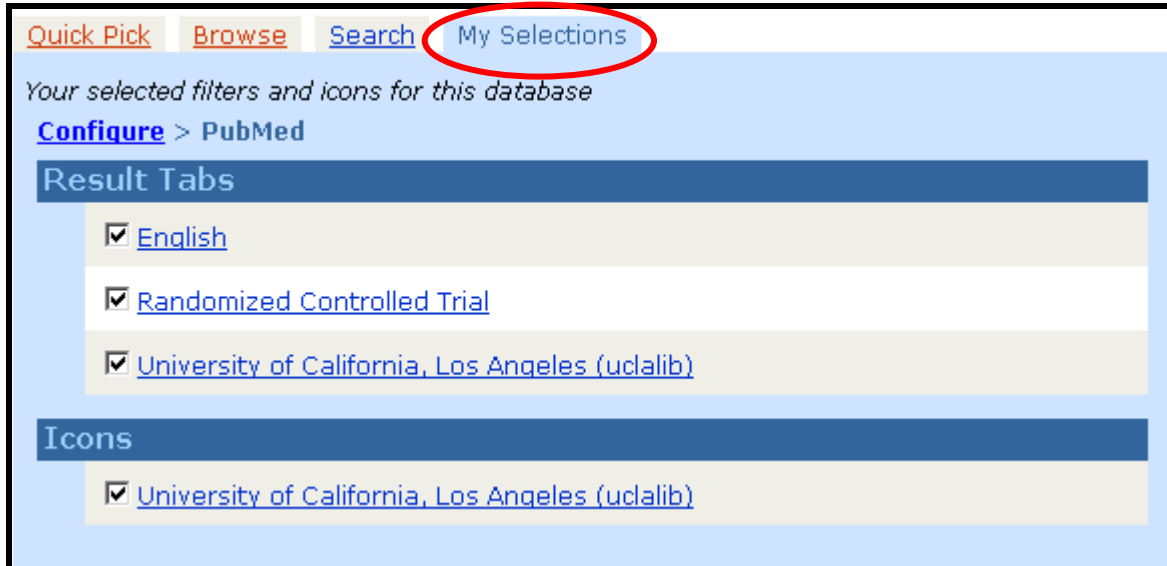 Quick Pick Browse Search My Selections
Your selected filters and icons for this database
Configure > PubMed
Result Tabs
English
Randomized Controlled Trial
University of California, Los Angeles (uclalib)
Icons
University of California, Los Angeles (uclalib)